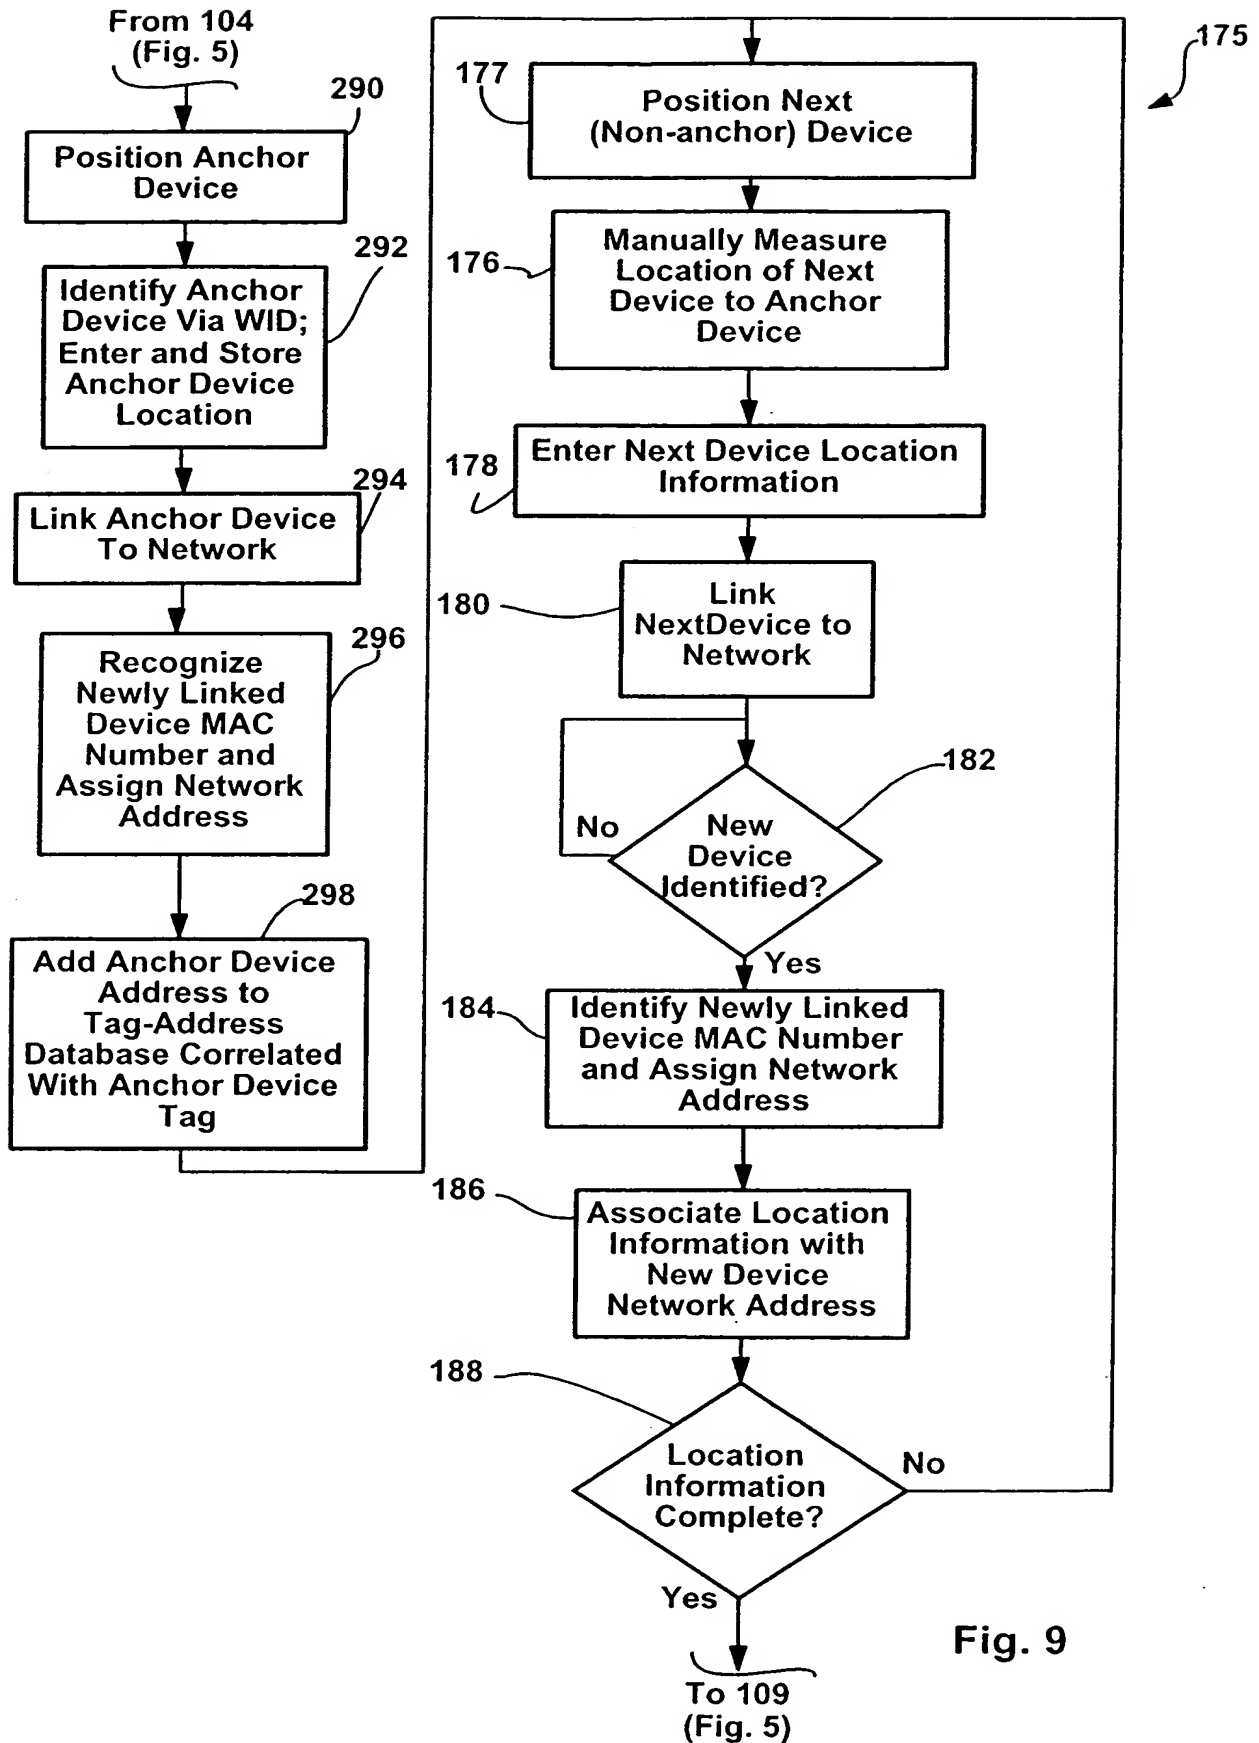 From 104
(Fig. 5)
290
Position Anchor
Device
292
Identify Anchor
Device Via WID;
Enter and Store
Anchor Device
Location
294
Link Anchor Device
To Network
296
Recognize
Newly Linked
Device MAC
Number and
Assign Network
Address
298
Add Anchor Device
Address to
Tag-Address
Database Correlated
With Anchor Device
Tag
175
177
Position Next
(Non-anchor) Device
176
Manually Measure
Location of Next
Device to Anchor
Device
178
Enter Next Device Location
Information
180
Link
NextDevice to
Network
182
New
Device
Identified?
No
Yes
184
Identify Newly Linked
Device MAC Number
and Assign Network
Address
186
Associate Location
Information with
New Device
Network Address
188
Location
Information
Complete?
No
Yes
To 109
(Fig. 5)
Fig. 9